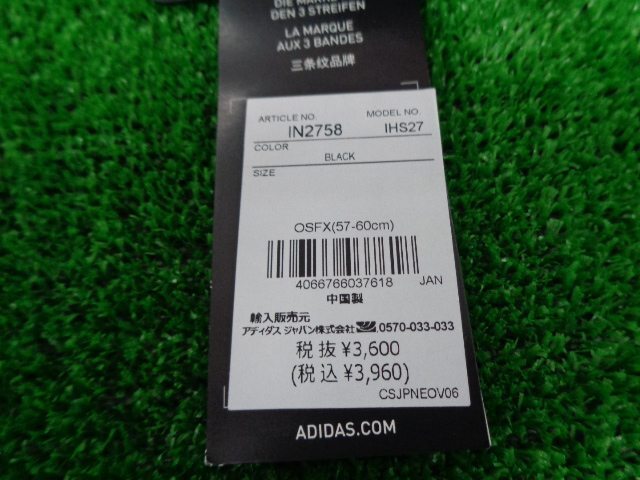 DEN 3 STREIFEN
LA MARQUE
AUX 3 BANDES
三条纹品牌
ARTICLE NO. MODEL NO.
IN2758 IHS27
COLOR
BLACK
SIZE
OSFX(57-60cm)
4066766037618 JAN
中国製
輸入販売元
アディダス ジャパン株式会社 0570-033-033
税抜 ¥3,600
(税込 ¥3,960)
CSJPNEOV06
ADIDAS.COM